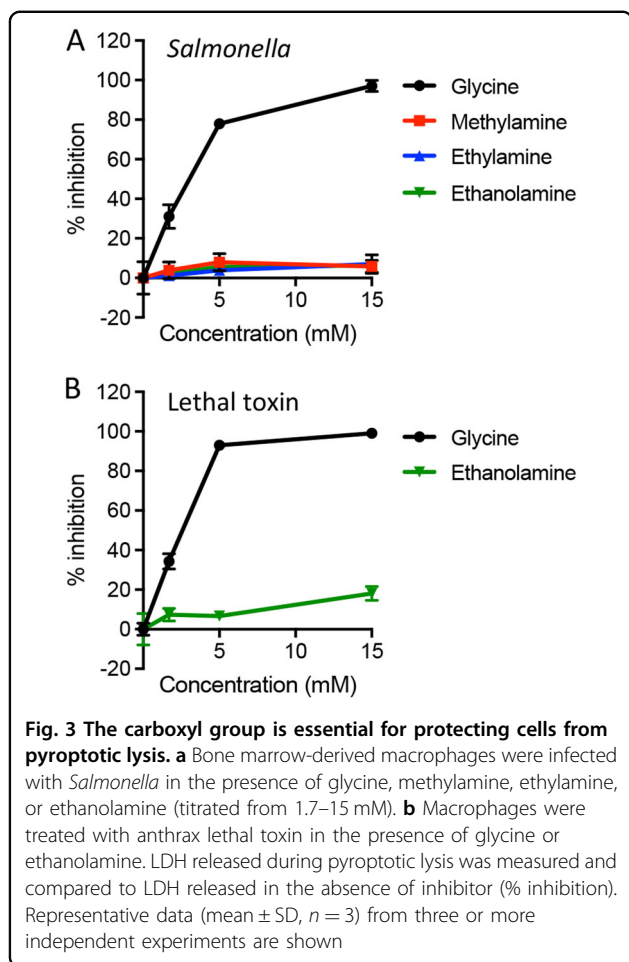 A
Salmonella
120
100
80
60
40
20
0
-20
% inhibition
5
10
15
Concentration (mM)
Glycine
Methylamine
Ethylamine
Ethanolamine
B
Lethal toxin
120
100
80
60
40
20
0
-20
% inhibition
5
10
15
Concentration (mM)
Glycine
Ethanolamine
Fig. 3 The carboxyl group is essential for protecting cells from
pyroptotic lysis. a Bone marrow-derived macrophages were infected
with Salmonella in the presence of glycine, methylamine, ethylamine,
or ethanolamine (titrated from 1.7–15 mM). b Macrophages were
treated with anthrax lethal toxin in the presence of glycine or
ethanolamine. LDH released during pyroptotic lysis was measured and
compared to LDH released in the absence of inhibitor (% inhibition).
Representative data (mean ± SD, n = 3) from three or more
independent experiments are shown